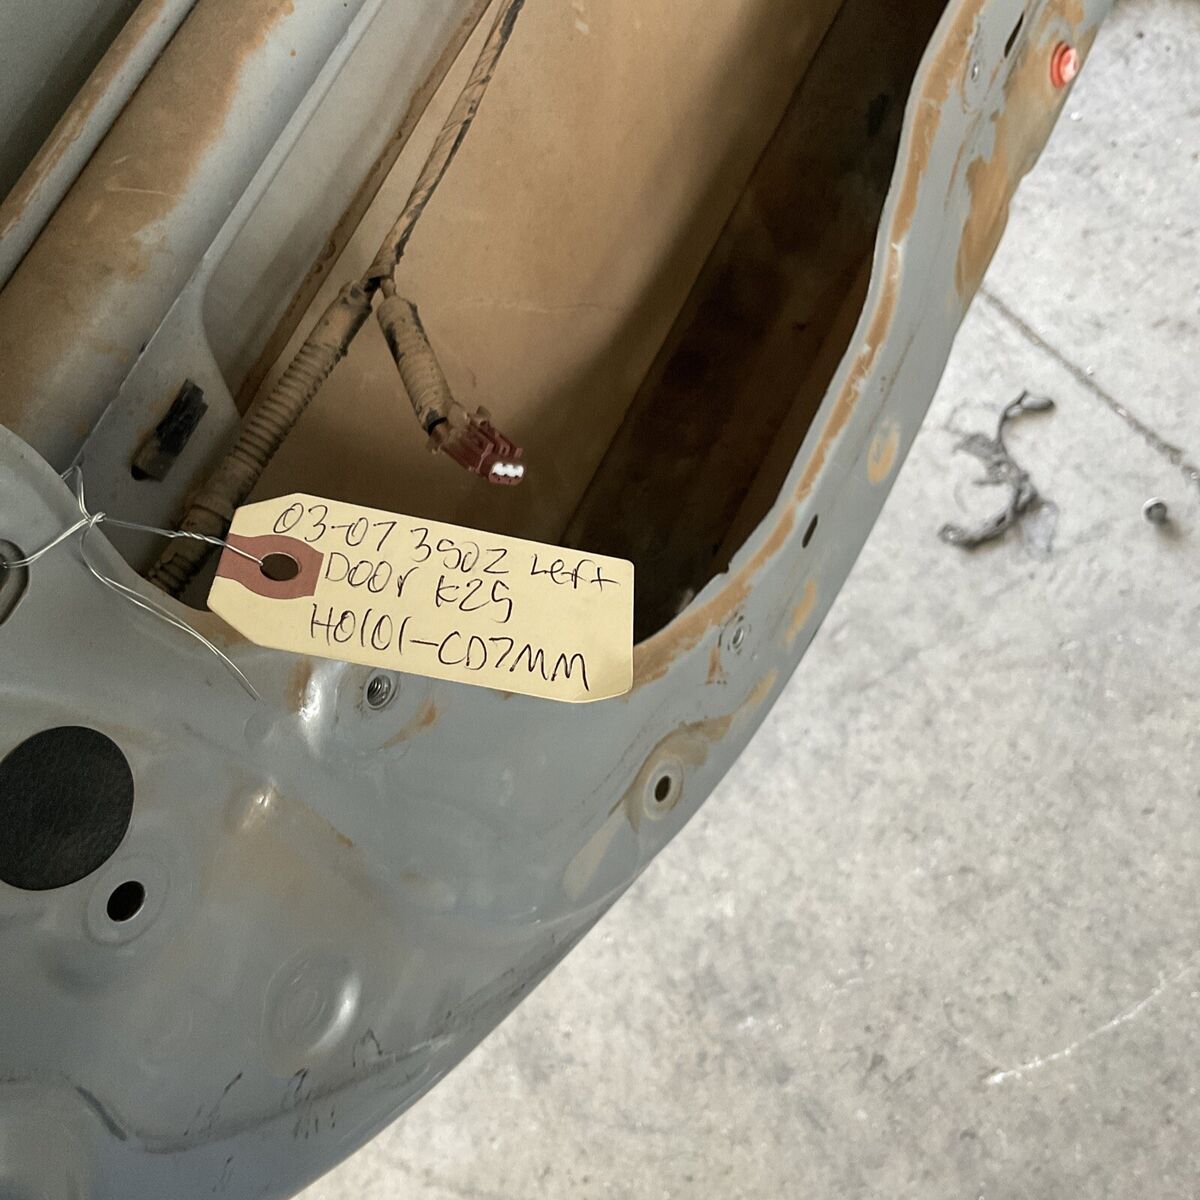 03-07 350Z Left
Door K25
H0101-CD7MM